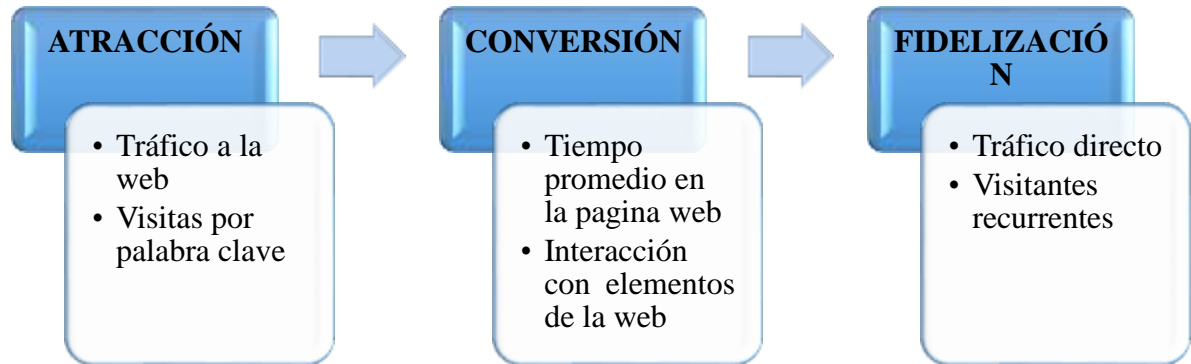 ATRACCIÓN
• Tráfico a la
web
• Visitas por
palabra clave
CONVERSIÓN
• Tiempo
promedio en
la pagina web
• Interacción
con elementos
de la web
FIDELIZACIÓ
N
• Tráfico directo
• Visitantes
recurrentes